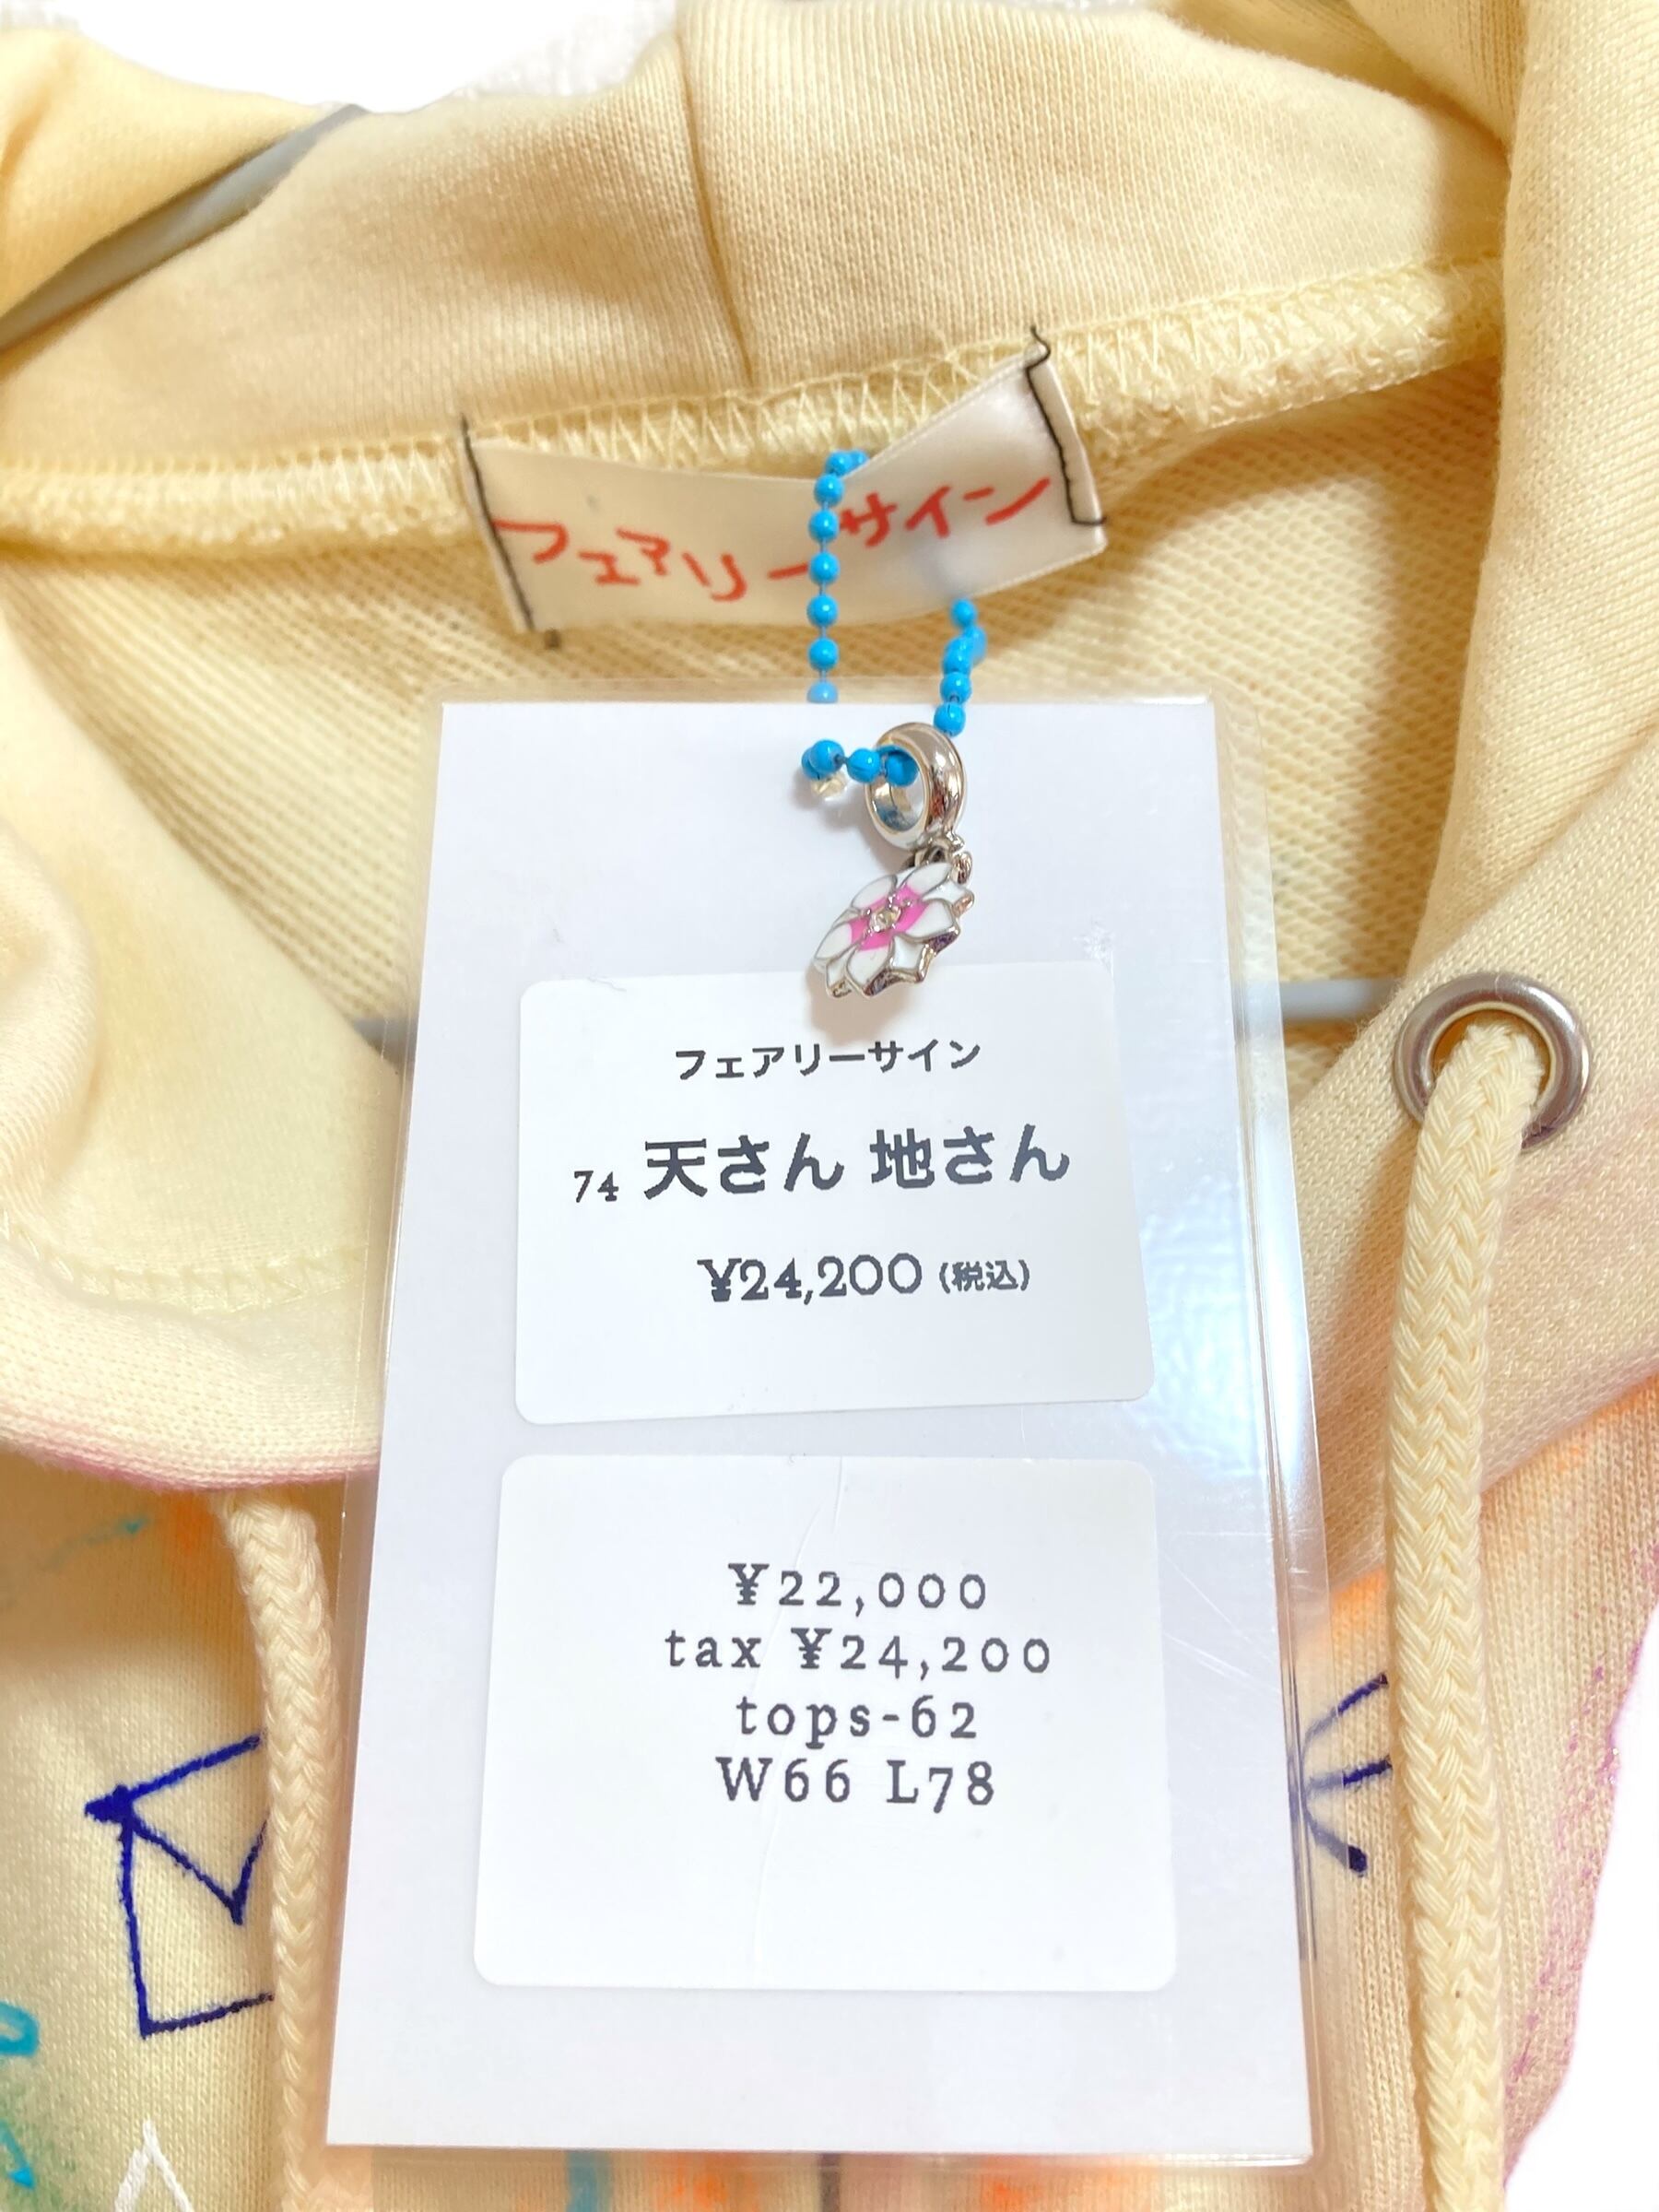 フェアリーサイン
フェアリーサイン
74 天さん 地さん
¥24,200 (税込)
¥22,000
tax ¥24,200
tops-62
W66 L78